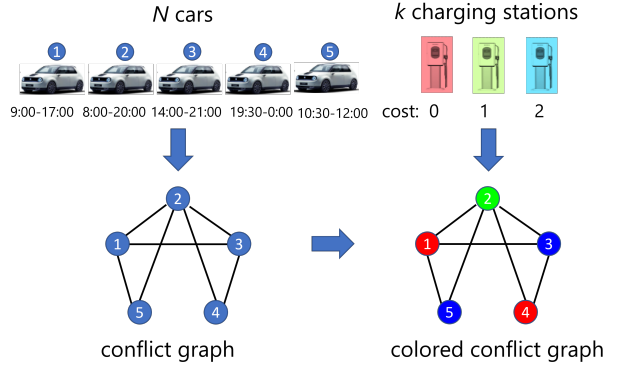 N cars
k charging stations
1 2 3 4 5
9:00-17:00 8:00-20:00 14:00-21:00 19:30-0:00 10:30-12:00
cost: 0 1 2
2
1 3
5 4
2
1 3
5 4
conflict graph
colored conflict graph